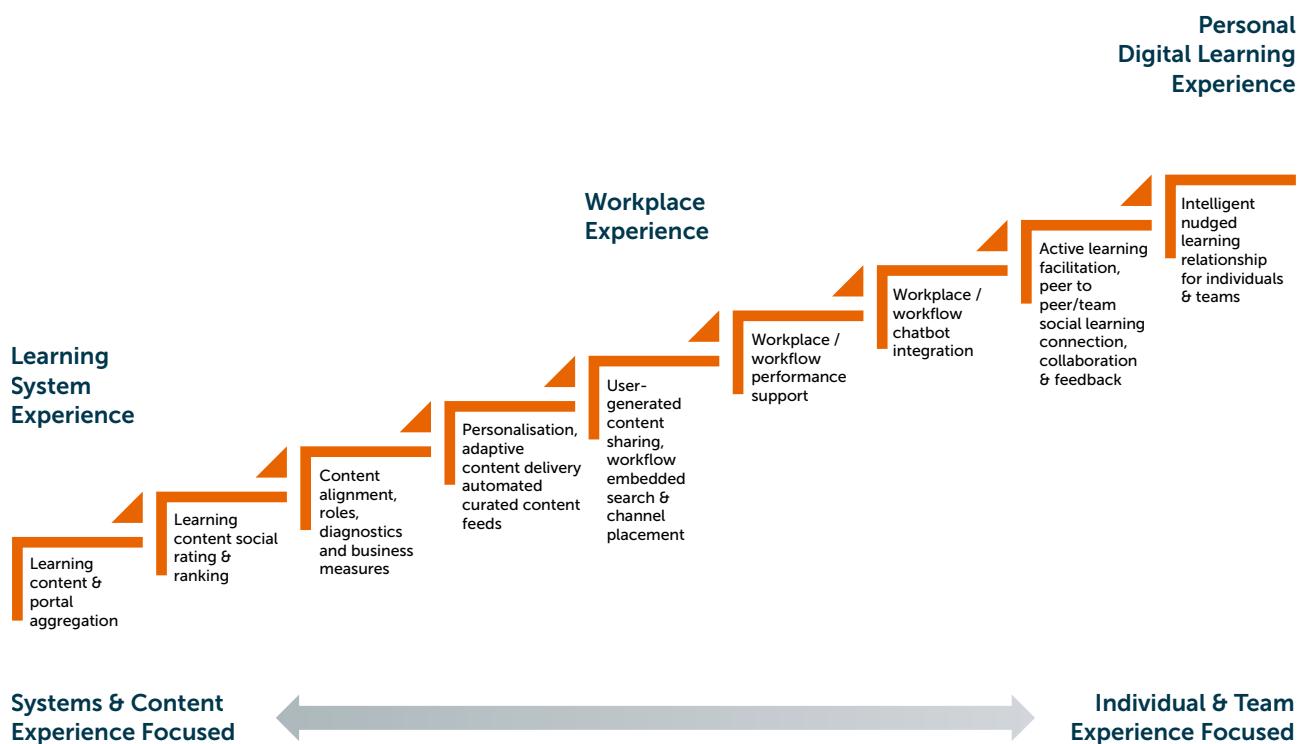 Personal
Digital Learning
Experience
Workplace
Experience
Learning
System
Experience
Learning
content &
portal
aggregation
Learning
content social
rating &
ranking
Content
alignment,
roles,
diagnostics
and business
measures
Personalisation,
adaptive
content delivery
automated
curated content
feeds
User-
generated
content
sharing,
workflow
embedded
search &
channel
placement
Workplace /
workflow
performance
support
Workplace /
workflow
chatbot
integration
Active learning
facilitation,
peer to
peer/team
social learning
connection,
collaboration
& feedback
Intelligent
nudged
learning
relationship
for individuals
& teams
Systems & Content
Experience Focused
Individual & Team
Experience Focused